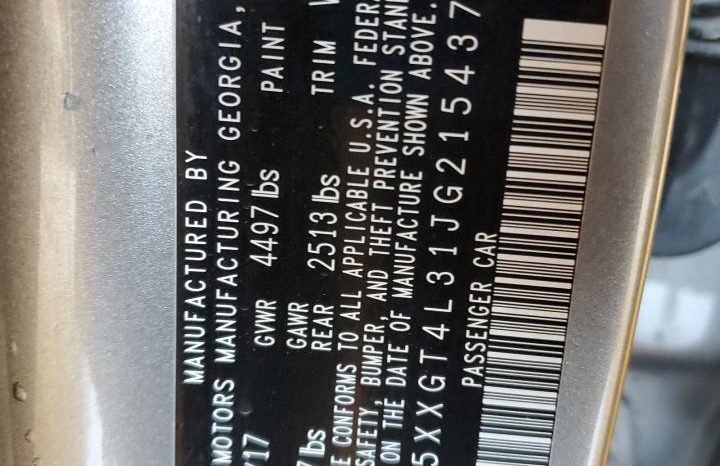 MANUFACTURED BY
MOTORS MANUFACTURING GEORGIA,
/17
GVWR 4497 lbs PAINT
GAWR
7 lbs REAR 2513 lbs TRIM
E CONFORMS TO ALL APPLICABLE U.S.A. FEDER
SAFETY, BUMPER, AND THEFT PREVENTION STAN
ON THE DATE OF MANUFACTURE SHOWN ABOVE.
5XXGT4L31JG215437
PASSENGER CAR